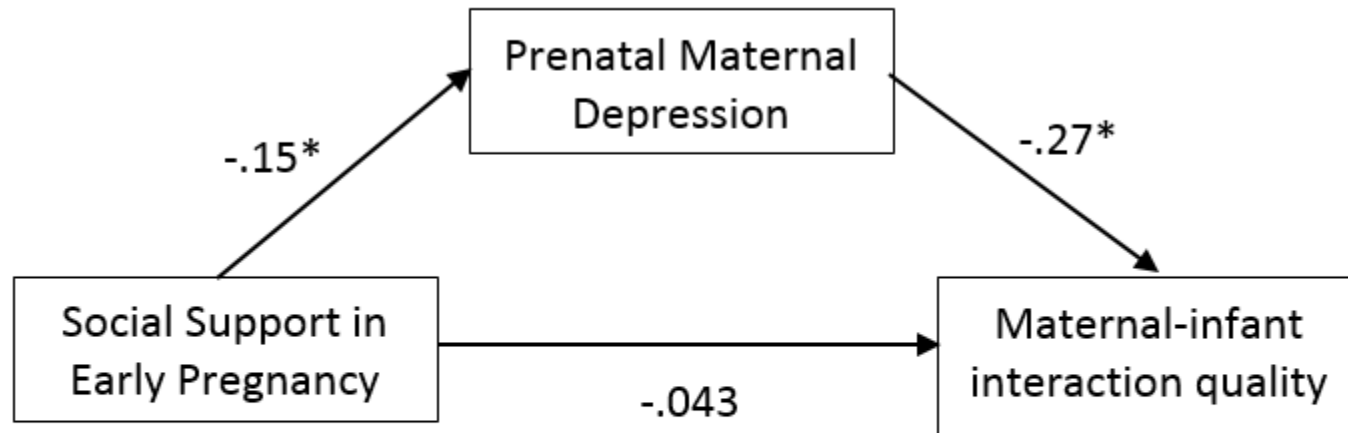 Prenatal Maternal
Depression
-.15*
-.27*
Social Support in
Early Pregnancy
-.043
Maternal-infant
interaction quality